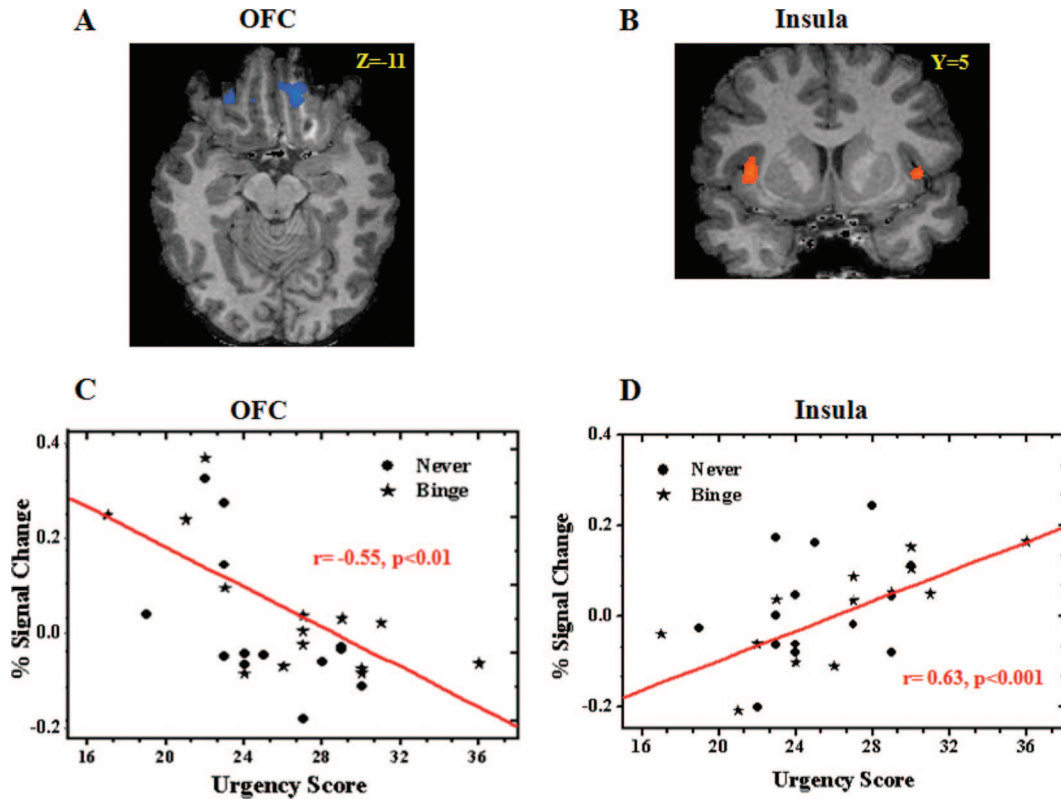 A
OFC
Z=-11
B
Insula
Y=5
C
OFC
% Signal Change
0.4
0.2
0.0
-0.2
Never
Binge
r= -0.55, p<0.01
16 20 24 28 32 36
Urgency Score
D
Insula
% Signal Change
0.4
0.2
0.0
-0.2
Never
Binge
r= 0.63, p<0.001
16 20 24 28 32 36
Urgency Score